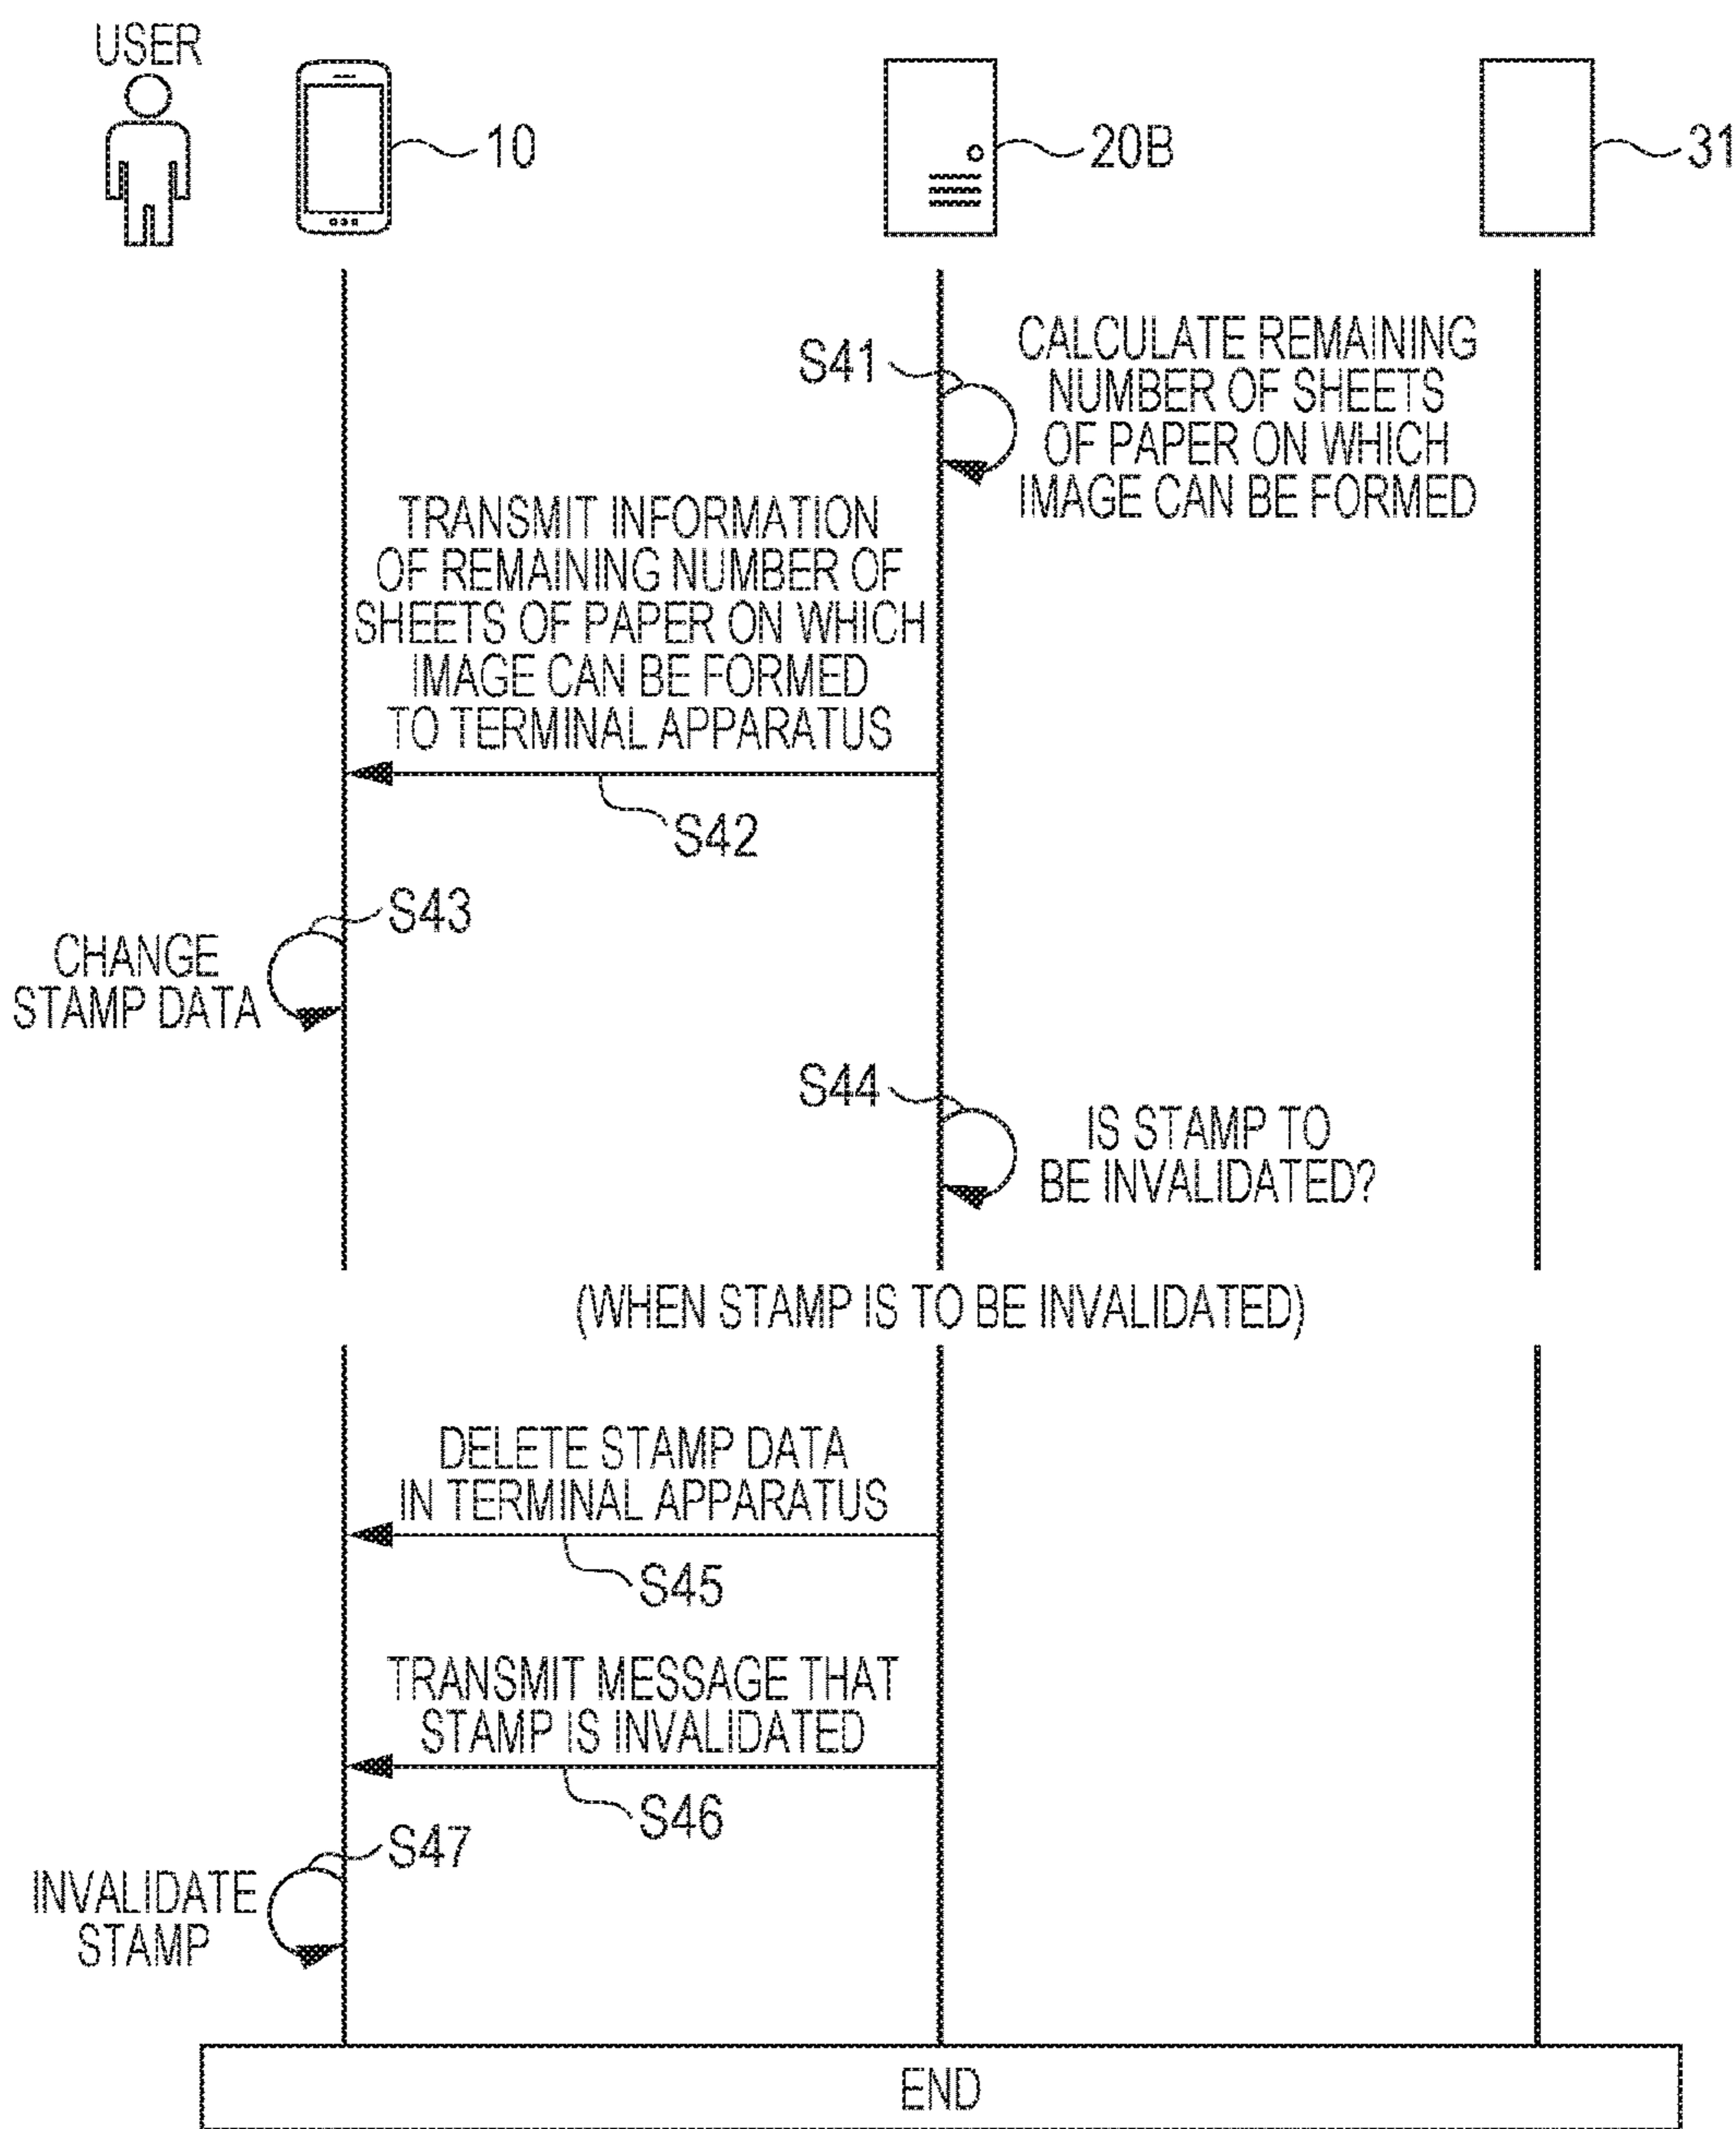 USER
10
20B
31
S41
CALCULATE REMAINING
NUMBER OF SHEETS
OF PAPER ON WHICH
IMAGE CAN BE FORMED
TRANSMIT INFORMATION
OF REMAINING NUMBER OF
SHEETS OF PAPER ON WHICH
IMAGE CAN BE FORMED
TO TERMINAL APPARATUS
S42
S43
CHANGE
STAMP DATA
S44
IS STAMP TO
BE INVALIDATED?
(WHEN STAMP IS TO BE INVALIDATED)
DELETE STAMP DATA
IN TERMINAL APPARATUS
S45
TRANSMIT MESSAGE THAT
STAMP IS INVALIDATED
S46
S47
INVALIDATE
STAMP
END